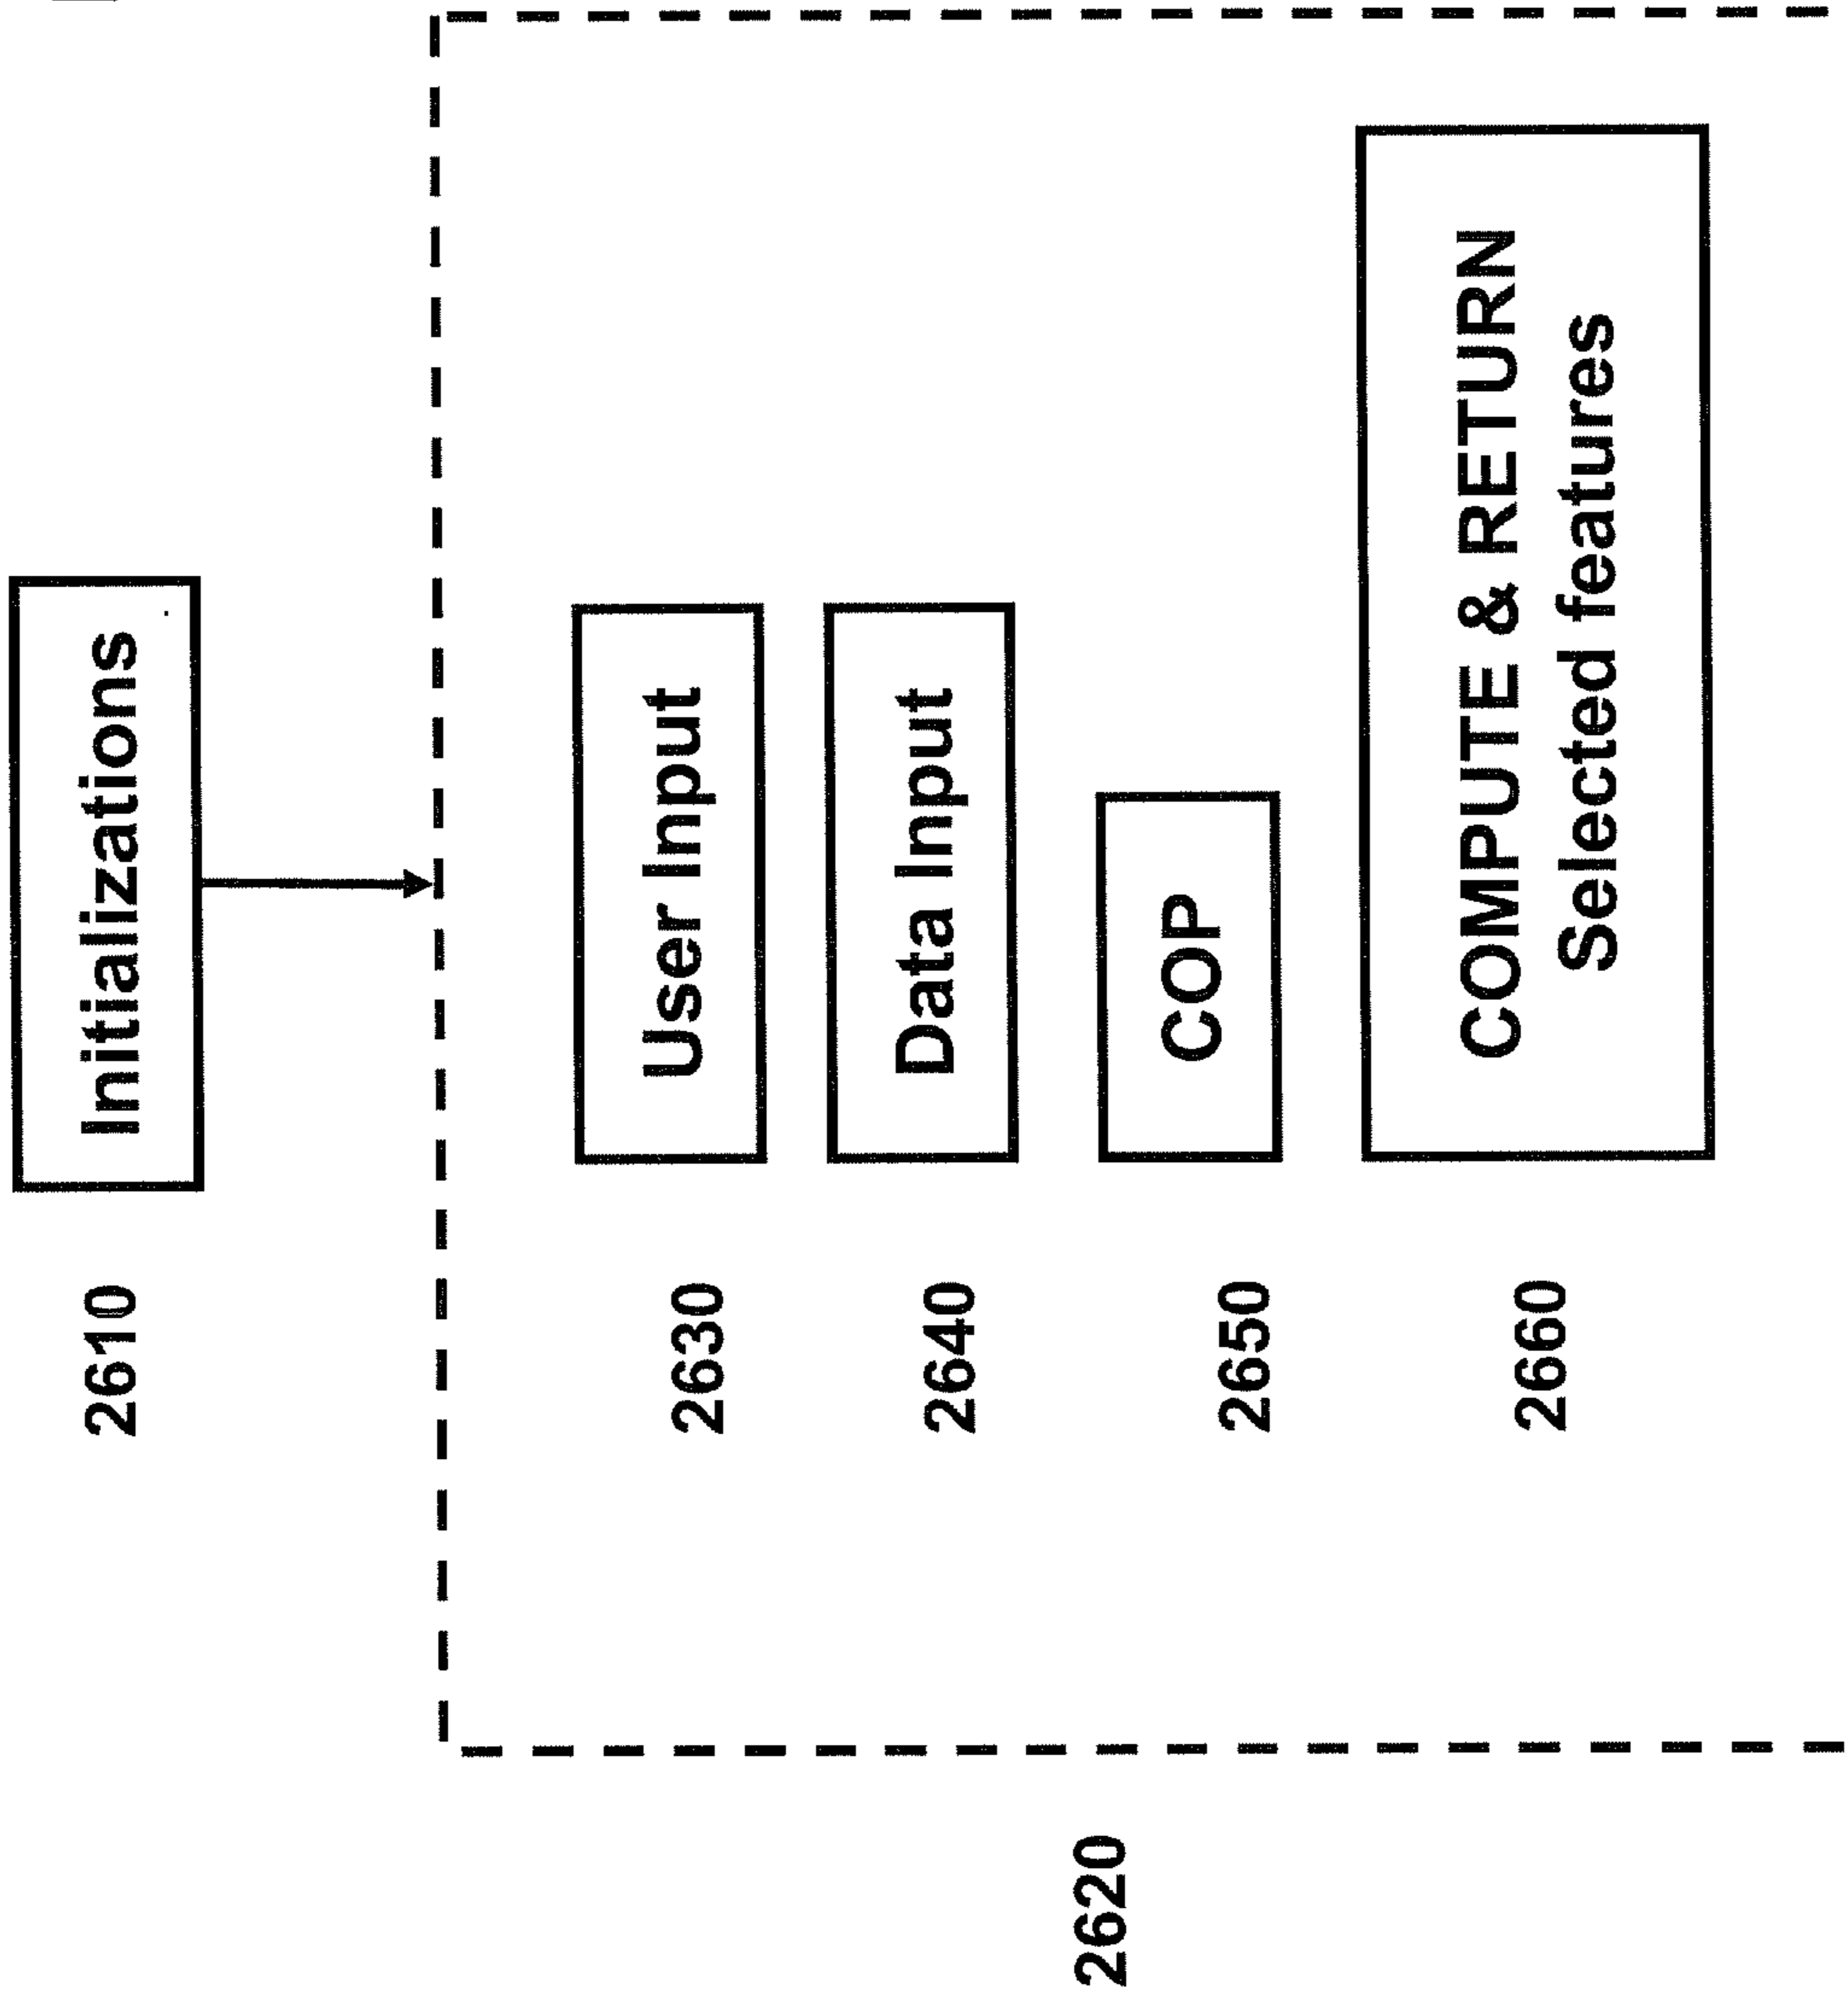 2610
Initializations
2620
2630
User Input
2640
Data Input
2650
COP
2660
COMPUTE & RETURN
Selected features